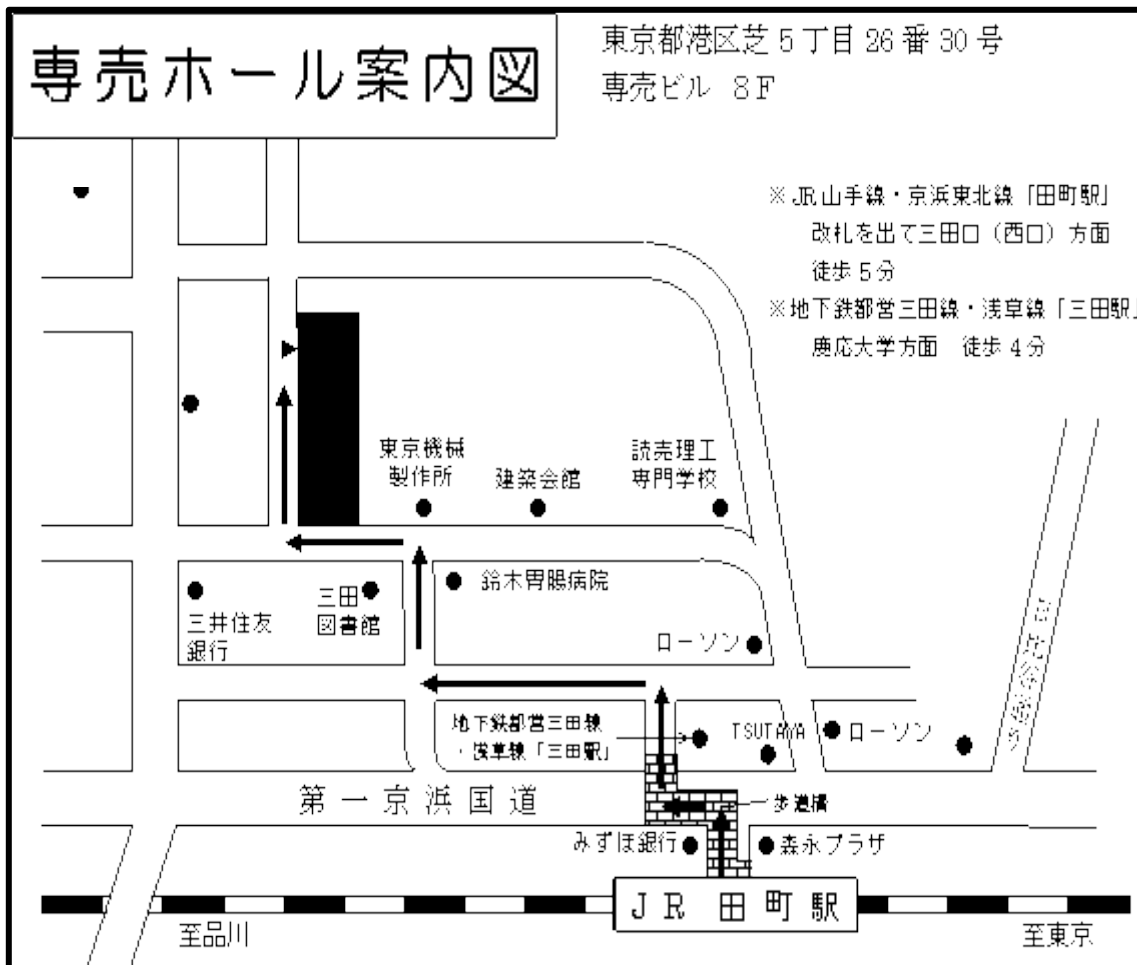 専売ホール案内図
東京都港区芝5丁目26番30号
専売ビル 8F
※JR山手線・京浜東北線「田町駅」
改札を出て三田口（西口）方面
徒歩5分
※地下鉄都営三田線・浅草線「三田駅」
慶応大学方面 徒歩4分
東京機械
製作所
建築会館
読売理工
専門学校
三井住友
銀行
三田
図書館
鈴木胃腸病院
ローソン
地下鉄都営三田線
・浅草線「三田駅」
TSUTAYA
ローソン
第一京浜国道
歩道橋
みずほ銀行
森永プラザ
JR 田町駅
至品川
至東京